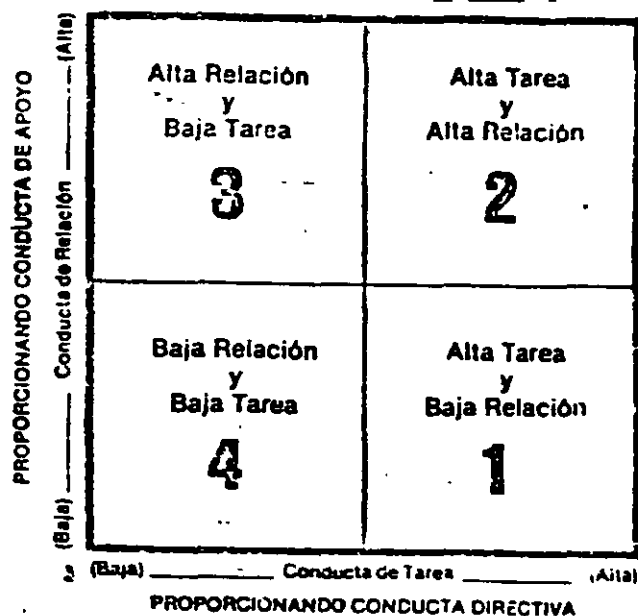 PROPORCIONANDO CONDUCTA DE APOYO
(Baja) Conducta de Relación (Alta)
Alta Relación
y
Baja Tarea
3
Alta Tarea
y
Alta Relación
2
Baja Relación
y
Baja Tarea
4
Alta Tarea
y
Baja Relación
1
(Baja) Conducta de Tarea (Alta)
PROPORCIONANDO CONDUCTA DIRECTIVA